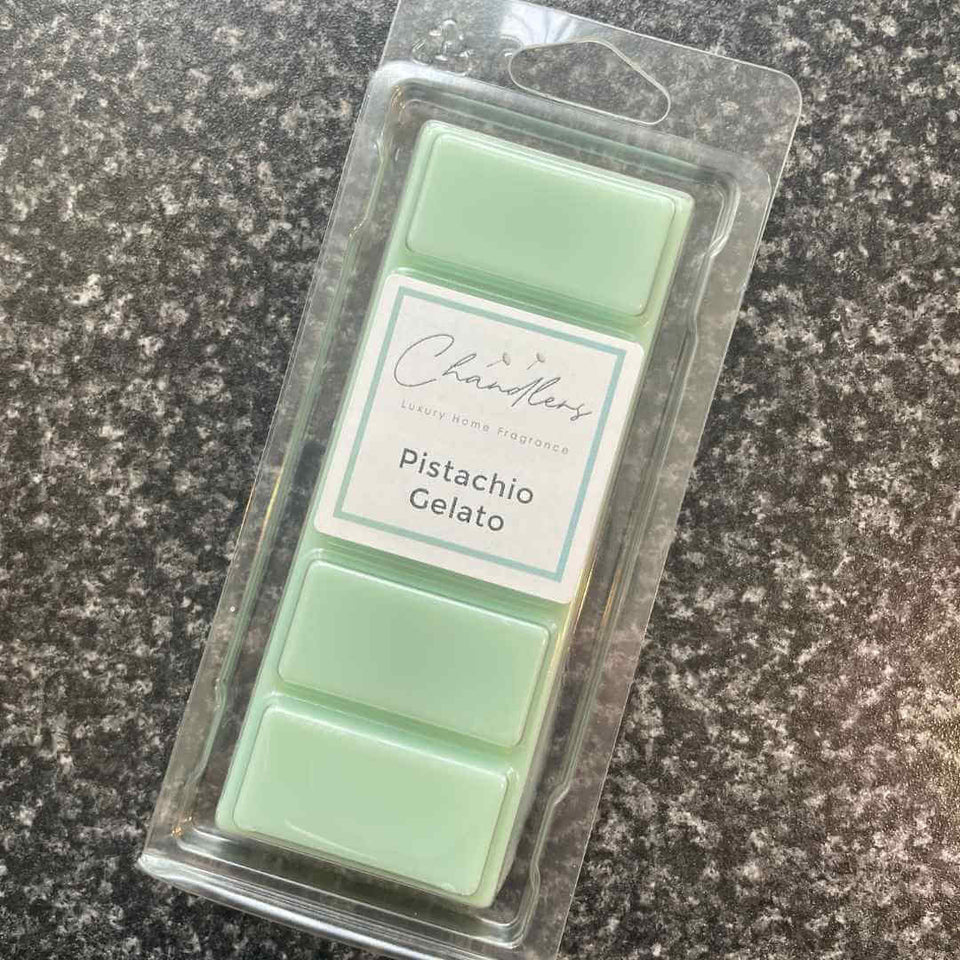 Chandlers
Luxury Home Fragrance
Pistachio
Gelato